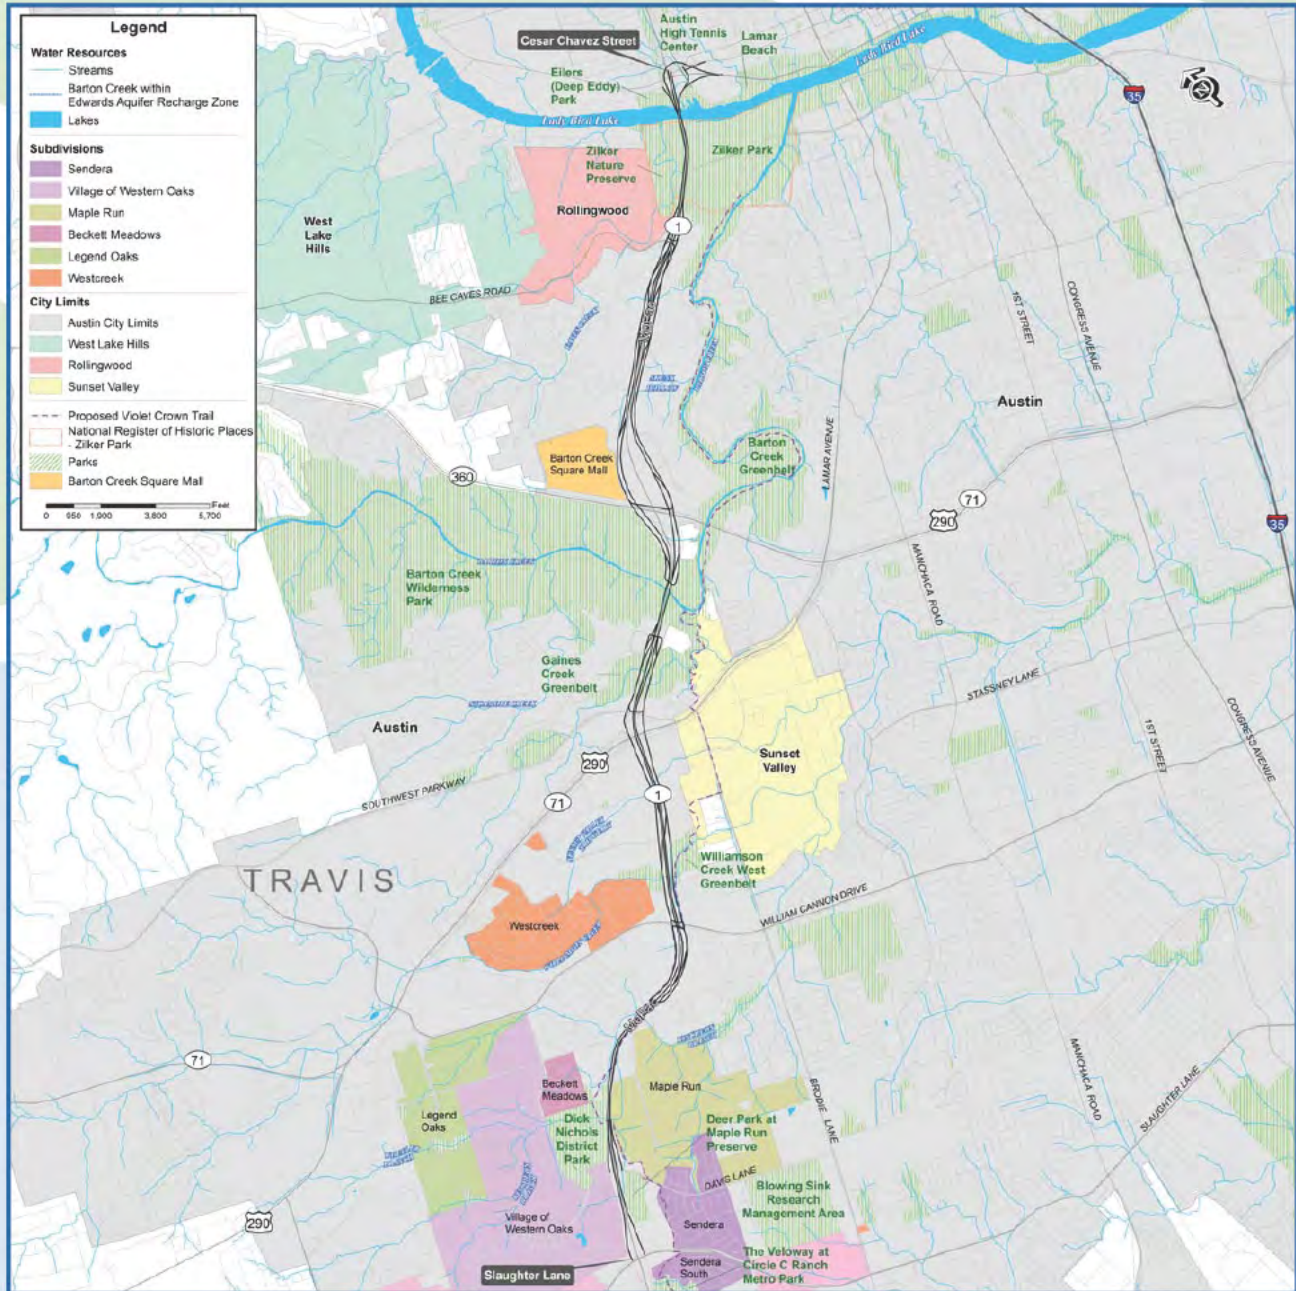 Legend
Water Resources
Streams
Barton Creek within
Edwards Aquifer Recharge Zone
Lakes
Subdivisions
Sendera
Village of Western Oaks
Maple Run
Beckett Meadows
Legend Oaks
Westcreek
City Limits
Austin City Limits
West Lake Hills
Rollingwood
Sunset Valley
Proposed Violet Crown Trail
National Register of Historic Places
- Zilker Park
Parks
Barton Creek Square Mall
Feet
0 950 1,900 3,800 5,700
Cesar Chavez Street
Austin
High Tennis
Center
Lamar
Beach
Eilers
(Deep Eddy)
Park
Lady Bird Lake
Lady Bird Lake
35
Zilker
Nature
Preserve
Zilker Park
Rollingwood
West
Lake
Hills
1
BEE CAVES ROAD
1ST STREET
CONGRESS AVENUE
Austin
LAMAR AVENUE
Barton Creek
Square Mall
Barton
Creek
Greenbelt
360
71
290
35
MANCHACA ROAD
Barton Creek
Wilderness
Park
Gaines
Creek
Greenbelt
STASSNEY LANE
Austin
1ST STREET
CONGRESS AVENUE
Sunset
Valley
290
71
1
SOUTHWEST PARKWAY
Williamson
Creek West
Greenbelt
TRAVIS
WILLIAM CANNON DRIVE
Westcreek
71
Beckett
Meadows
Maple Run
BRODIE LANE
MANCHACA ROAD
SLAUGHTER LANE
Legend
Oaks
Dick
Nichols
District
Park
Deer Park at
Maple Run
Preserve
DAVIS LANE
Blowing Sink
Research
Management Area
290
Village of
Western Oaks
Sendera
Slaughter Lane
Sendera
South
The Veloway at
Circle C Ranch
Metro Park